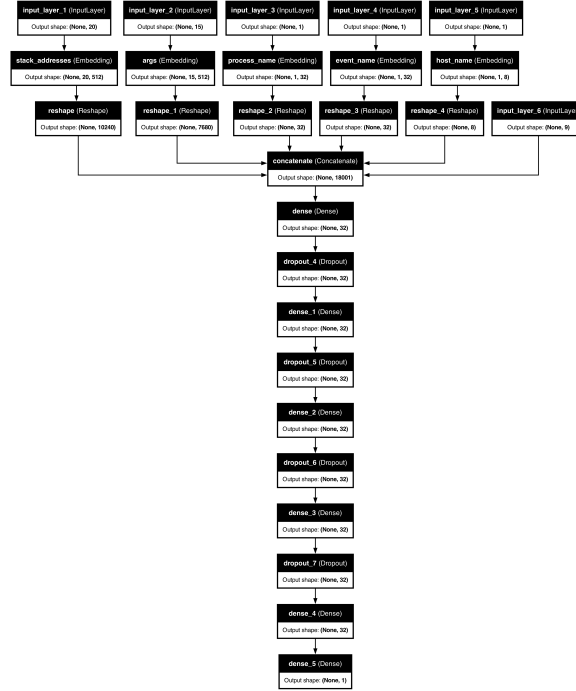 input_layer_1 (InputLayer)
Output shape: (None, 20)
input_layer_2 (InputLayer)
Output shape: (None, 15)
input_layer_3 (InputLayer)
Output shape: (None, 1)
input_layer_4 (InputLayer)
Output shape: (None, 1)
input_layer_5 (InputLayer)
Output shape: (None, 1)
stack_addresses (Embedding)
Output shape: (None, 20, 512)
args (Embedding)
Output shape: (None, 15, 512)
process_name (Embedding)
Output shape: (None, 1, 32)
event_name (Embedding)
Output shape: (None, 1, 32)
host_name (Embedding)
Output shape: (None, 1, 8)
reshape (Reshape)
Output shape: (None, 10240)
reshape_1 (Reshape)
Output shape: (None, 7680)
reshape_2 (Reshape)
Output shape: (None, 32)
reshape_3 (Reshape)
Output shape: (None, 32)
reshape_4 (Reshape)
Output shape: (None, 8)
input_layer_6 (InputLaye
Output shape: (None, 9)
concatenate (Concatenate)
Output shape: (None, 18001)
dense (Dense)
Output shape: (None, 32)
dropout_4 (Dropout)
Output shape: (None, 32)
dense_1 (Dense)
Output shape: (None, 32)
dropout_5 (Dropout)
Output shape: (None, 32)
dense_2 (Dense)
Output shape: (None, 32)
dropout_6 (Dropout)
Output shape: (None, 32)
dense_3 (Dense)
Output shape: (None, 32)
dropout_7 (Dropout)
Output shape: (None, 32)
dense_4 (Dense)
Output shape: (None, 32)
dense_5 (Dense)
Output shape: (None, 1)